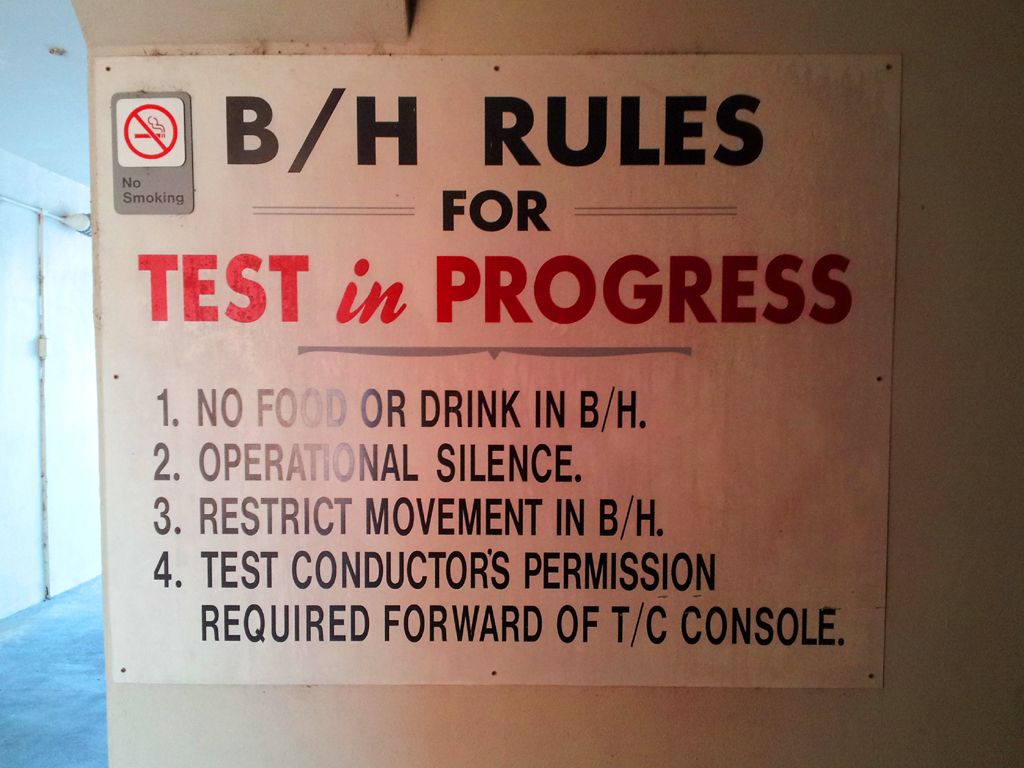 No
Smoking
B/H RULES
FOR
TEST in PROGRESS
1. NO FOOD OR DRINK IN B/H.
2. OPERATIONAL SILENCE.
3. RESTRICT MOVEMENT IN B/H.
4. TEST CONDUCTOR'S PERMISSION
REQUIRED FORWARD OF T/C CONSOLE.